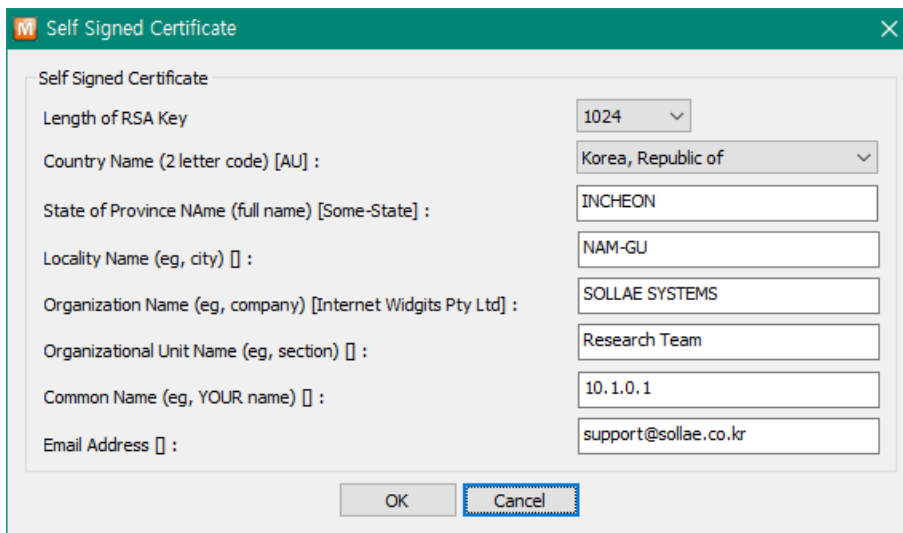 M Self Signed Certificate
Self Signed Certificate
Length of RSA Key 1024
Country Name (2 letter code) [AU] : Korea, Republic of
State of Province NAme (full name) [Some-State] : INCHEON
Locality Name (eg, city) [] : NAM-GU
Organization Name (eg, company) [Internet Widgits Pty Ltd] : SOLLAE SYSTEMS
Organizational Unit Name (eg, section) [] : Research Team
Common Name (eg, YOUR name) [] : 10.1.0.1
Email Address [] : support@sollae.co.kr
OK Cancel